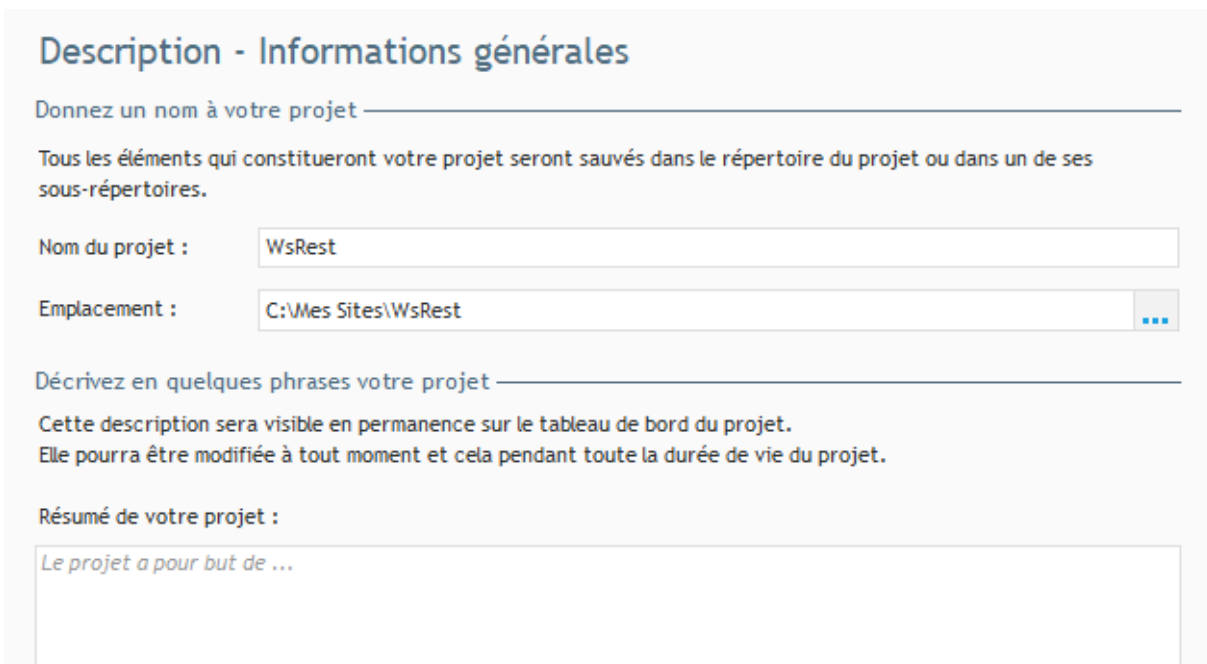 Description - Informations générales
Donnez un nom à votre projet
Tous les éléments qui constitueront votre projet seront sauvés dans le répertoire du projet ou dans un de ses
sous-répertoires.
Nom du projet : WsRest
Emplacement : C:\Mes Sites\WsRest ...
Décrivez en quelques phrases votre projet
Cette description sera visible en permanence sur le tableau de bord du projet.
Elle pourra être modifiée à tout moment et cela pendant toute la durée de vie du projet.
Résumé de votre projet :
Le projet a pour but de ...